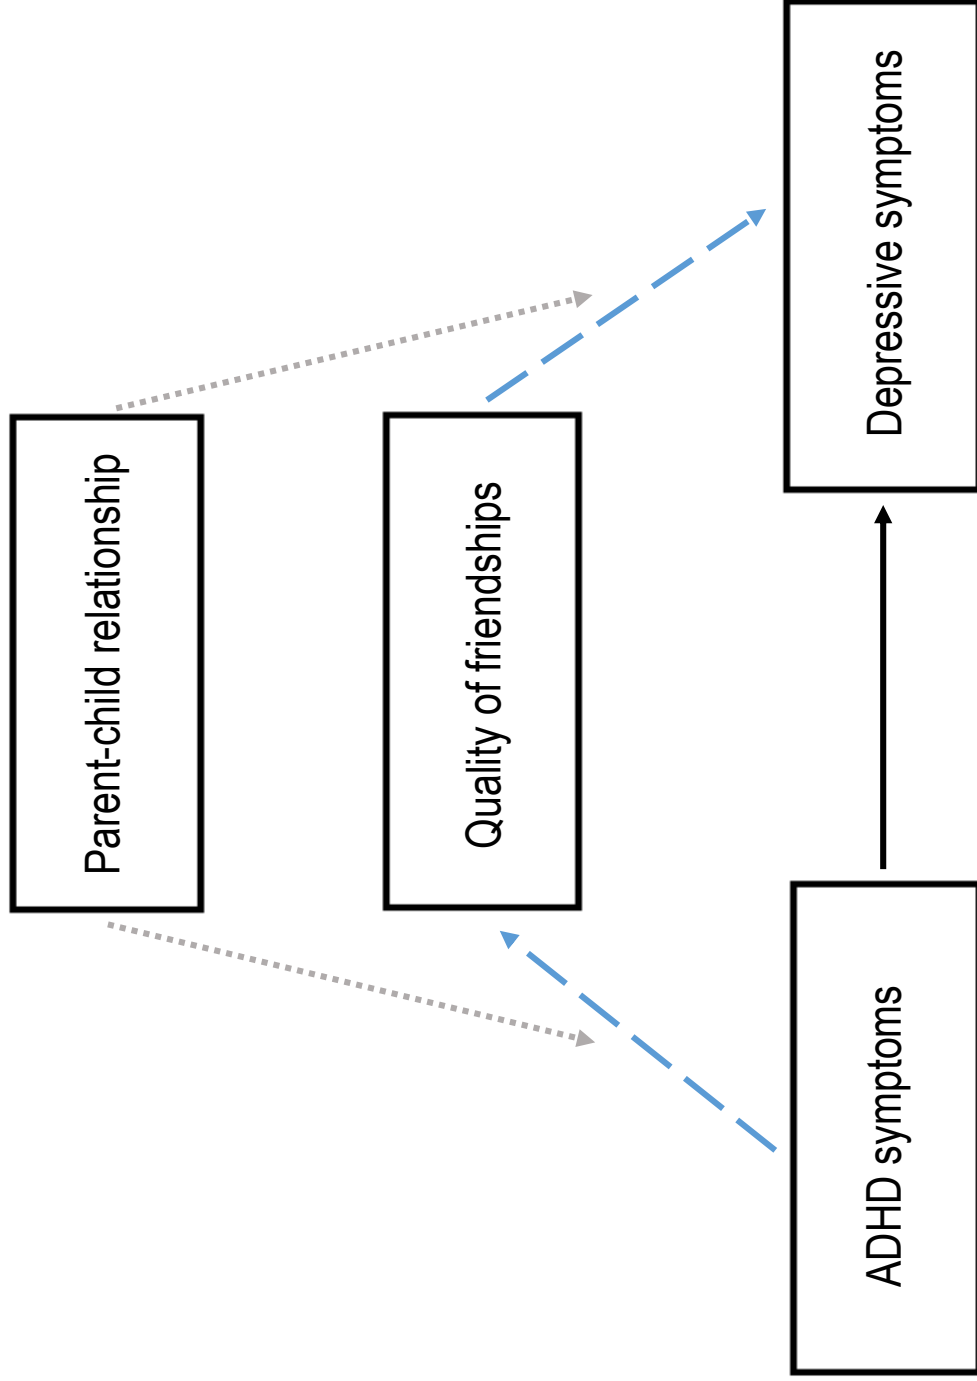 Parent-child relationship
Quality of friendships
ADHD symptoms
Depressive symptoms